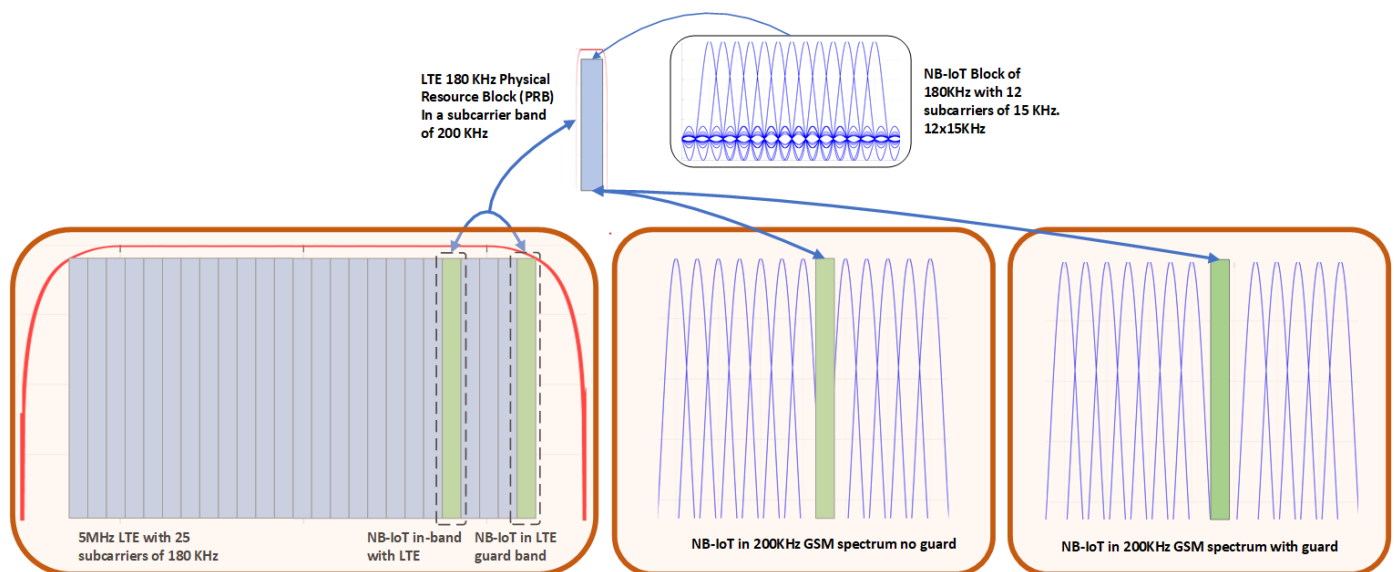 LTE 180 KHz Physical
Resource Block (PRB)
In a subcarrier band
of 200 KHz
NB-IoT Block of
180KHz with 12
subcarriers of 15 KHz.
12x15KHz
5MHz LTE with 25
subcarriers of 180 KHz
NB-IoT in-band
with LTE
NB-IoT in LTE
guard band
NB-IoT in 200KHz GSM spectrum no guard
NB-IoT in 200KHz GSM spectrum with guard